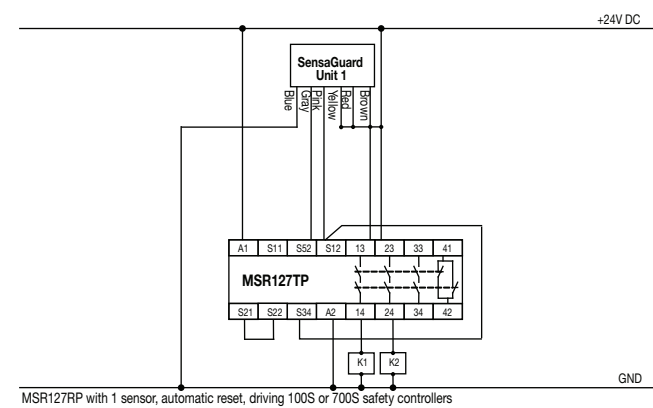 +24V DC
SensaGuard
Unit 1
Blue
Gray
Pink
Yellow
Red
Brown
A1 S11 S52 S12 13 23 33 41
MSR127TP
S21 S22 S34 A2 14 24 34 42
K1 K2
GND
MSR127RP with 1 sensor, automatic reset, driving 100S or 700S safety controllers